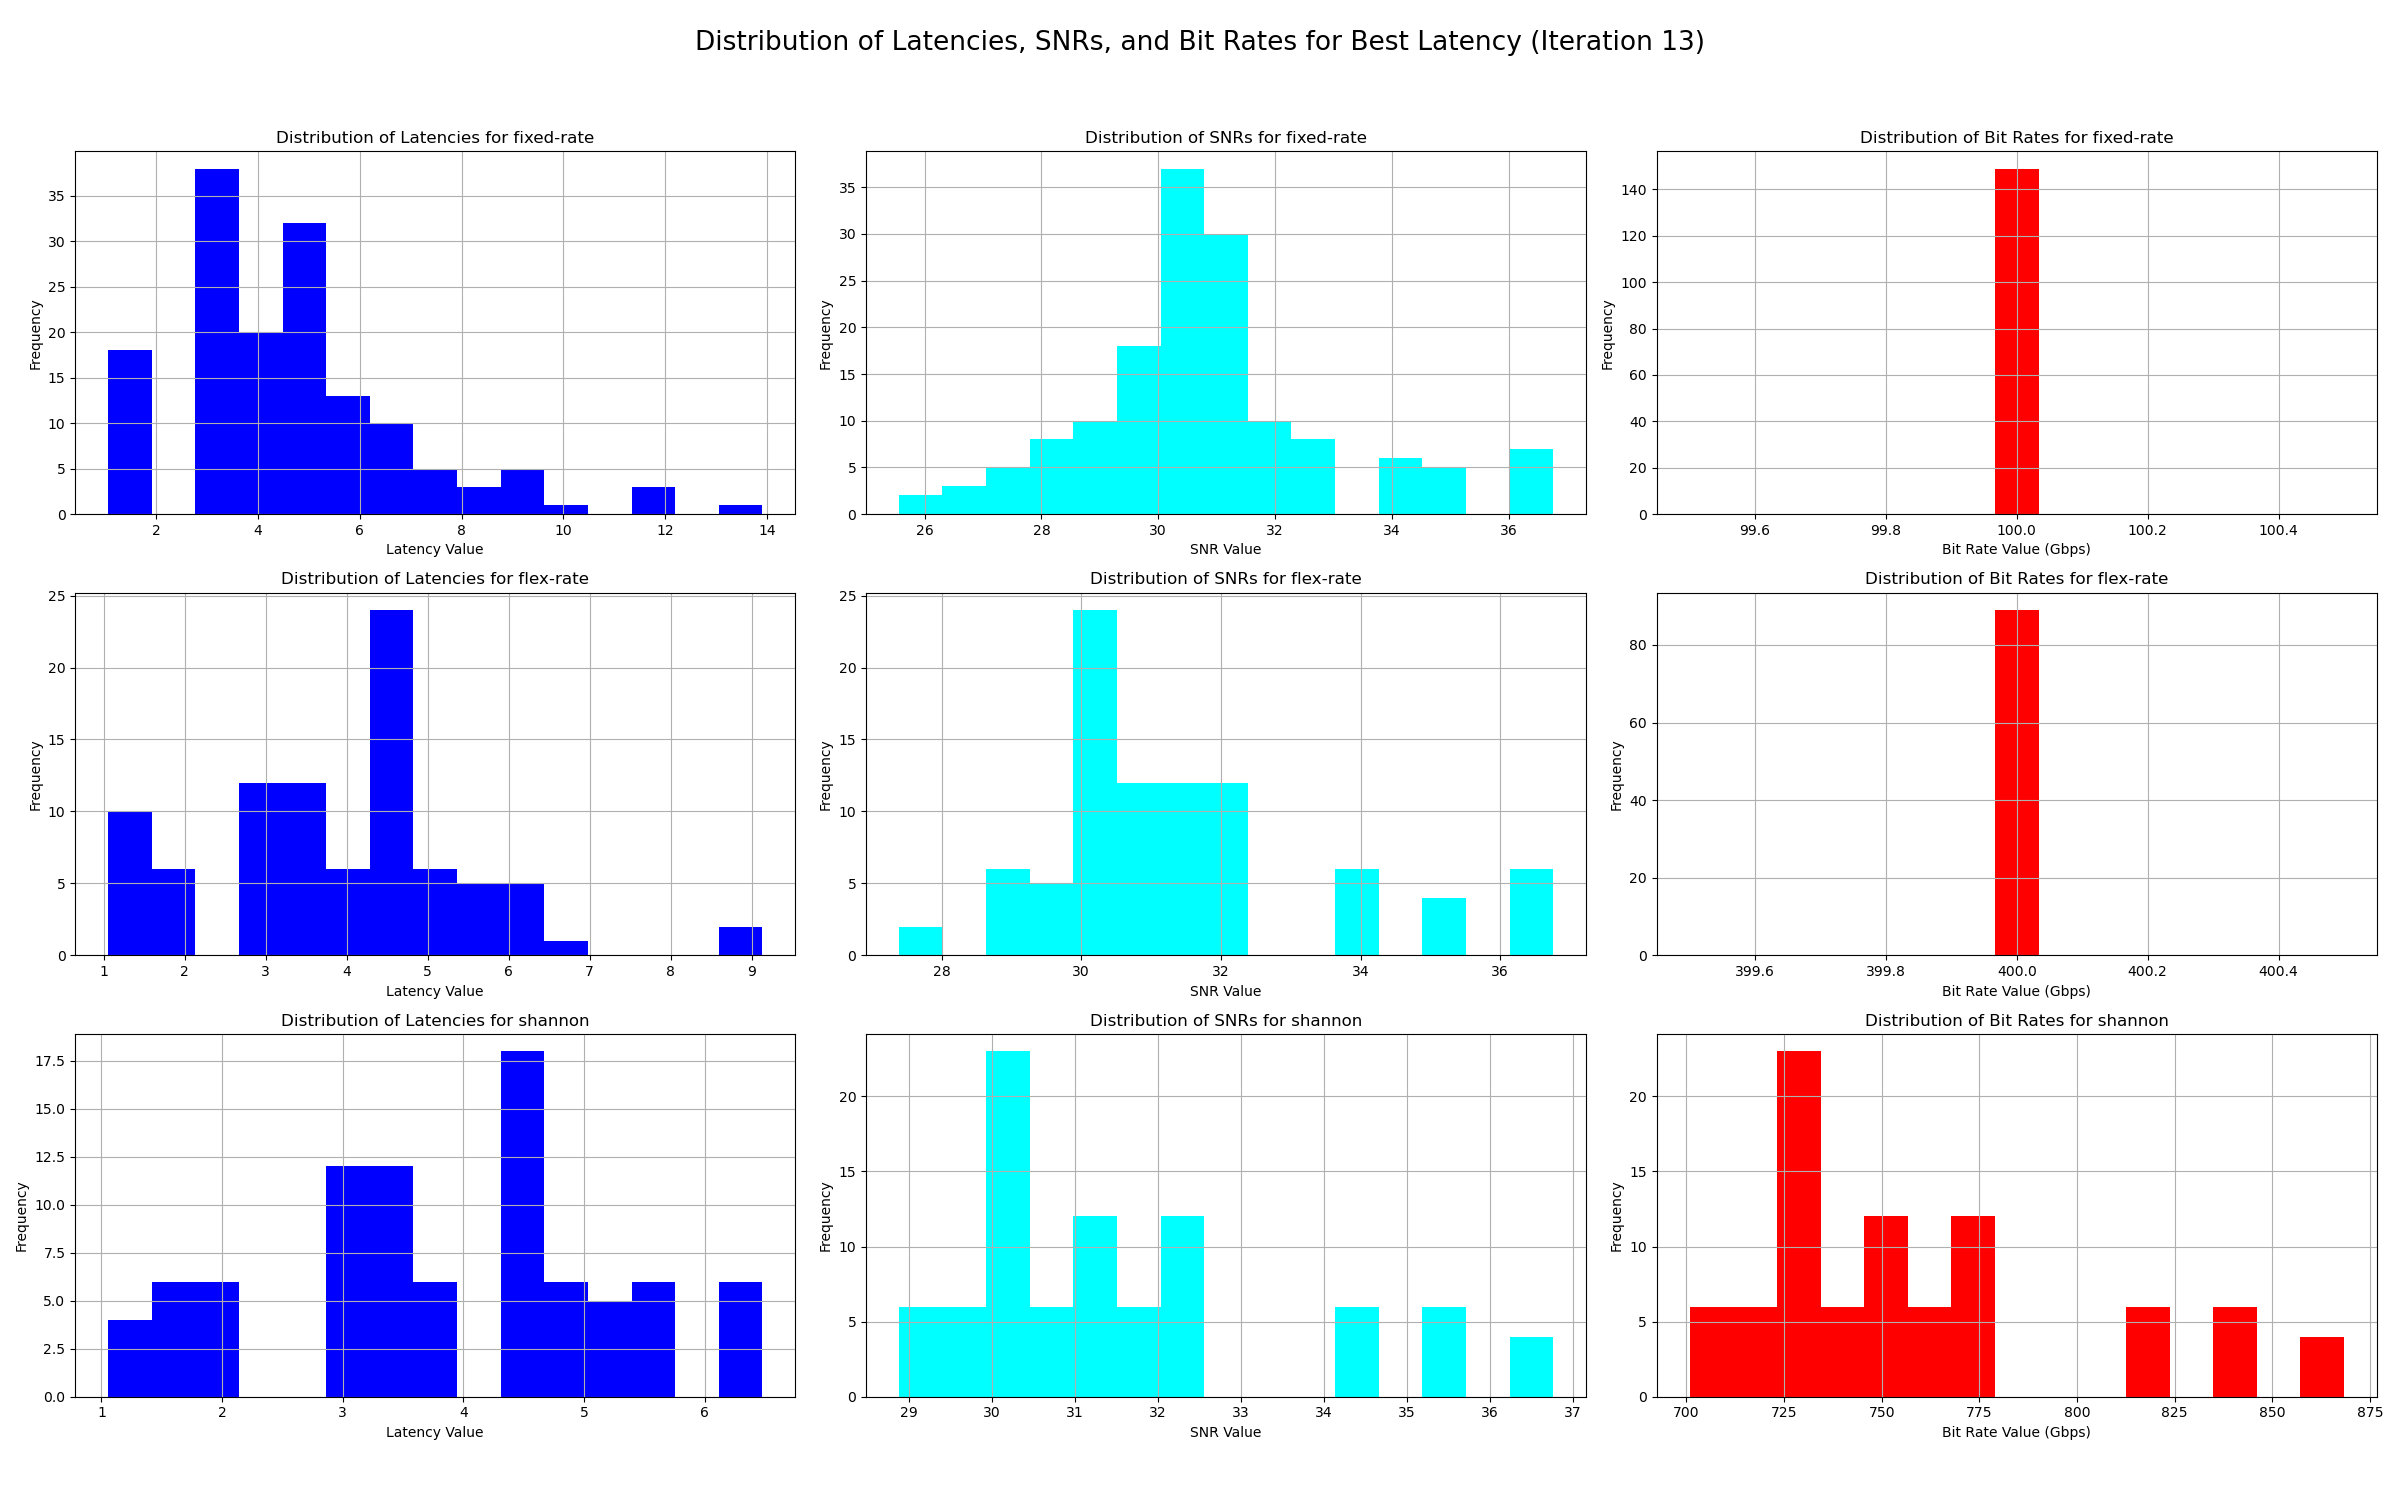 Distribution of Latencies, SNRs, and Bit Rates for Best Latency (Iteration 13)
Distribution of Latencies for fixed-rate
Frequency
35
30
25
20
15
10
5
0
2 4 6 8 10 12 14
Latency Value
Distribution of SNRs for fixed-rate
Frequency
35
30
25
20
15
10
5
0
26 28 30 32 34 36
SNR Value
Distribution of Bit Rates for fixed-rate
Frequency
140
120
100
80
60
40
20
0
99.6 99.8 100.0 100.2 100.4
Bit Rate Value (Gbps)
Distribution of Latencies for flex-rate
Frequency
25
20
15
10
5
0
1 2 3 4 5 6 7 8 9
Latency Value
Distribution of SNRs for flex-rate
Frequency
25
20
15
10
5
0
28 30 32 34 36
SNR Value
Distribution of Bit Rates for flex-rate
Frequency
80
60
40
20
0
399.6 399.8 400.0 400.2 400.4
Bit Rate Value (Gbps)
Distribution of Latencies for shannon
Frequency
17.5
15.0
12.5
10.0
7.5
5.0
2.5
0.0
1 2 3 4 5 6
Latency Value
Distribution of SNRs for shannon
Frequency
20
15
10
5
0
29 30 31 32 33 34 35 36 37
SNR Value
Distribution of Bit Rates for shannon
Frequency
20
15
10
5
0
700 725 750 775 800 825 850 875
Bit Rate Value (Gbps)